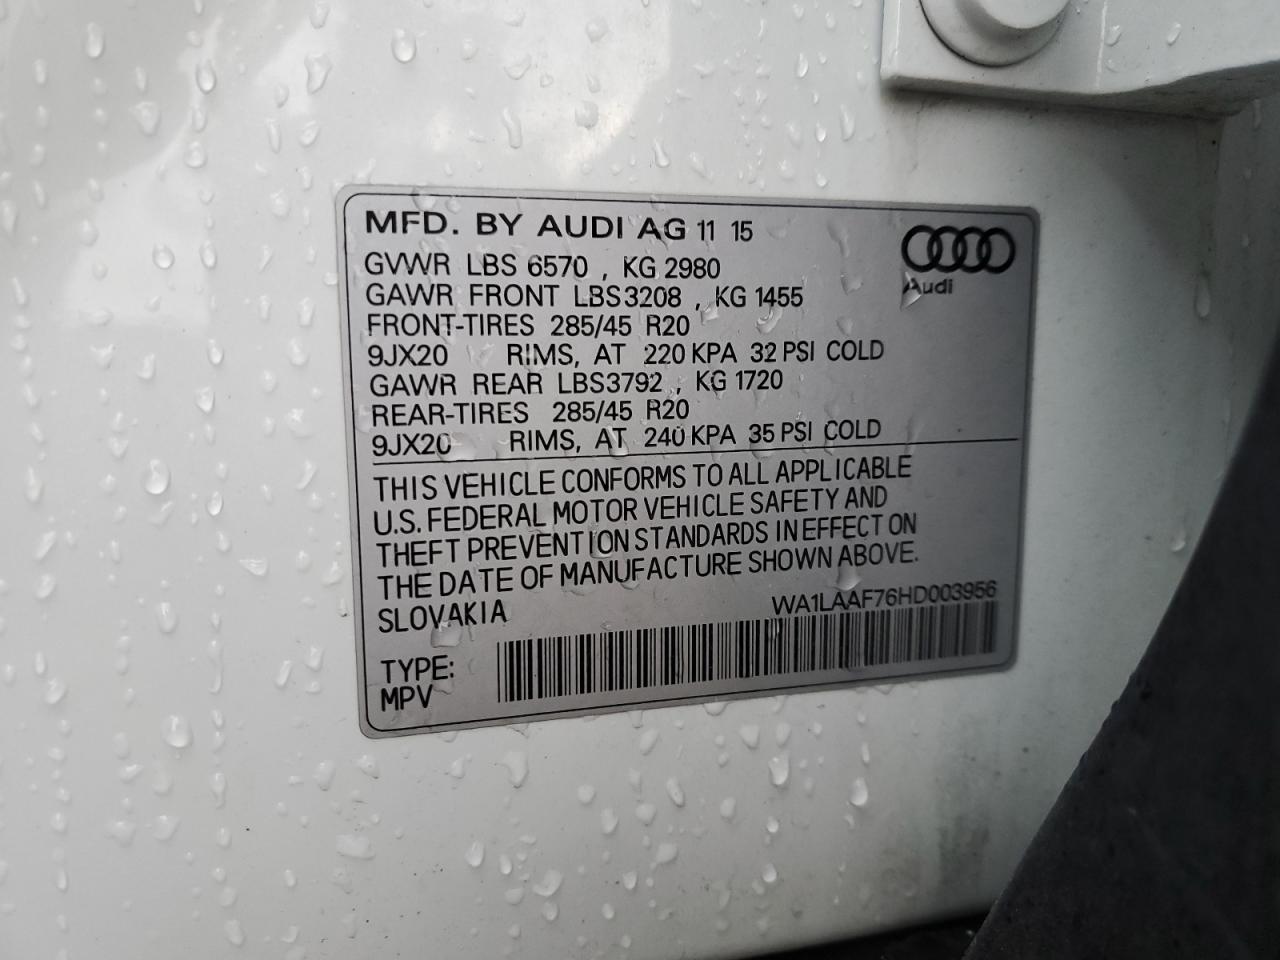 MFD. BY AUDI AG 11 15
Audi
GVWR LBS 6570 , KG 2980
GAWR FRONT LBS 3208 , KG 1455
FRONT-TIRES 285/45 R20
9JX20 RIMS, AT 220 KPA 32 PSI COLD
GAWR REAR LBS3792 , KG 1720
REAR-TIRES 285/45 R20
9JX20 RIMS, AT 240 KPA 35 PSI COLD
THIS VEHICLE CONFORMS TO ALL APPLICABLE
U.S. FEDERAL MOTOR VEHICLE SAFETY AND
THEFT PREVENTION STANDARDS IN EFFECT ON
THE DATE OF MANUFACTURE SHOWN ABOVE.
SLOVAKIA WA1LAAF76HD003956
TYPE:
MPV